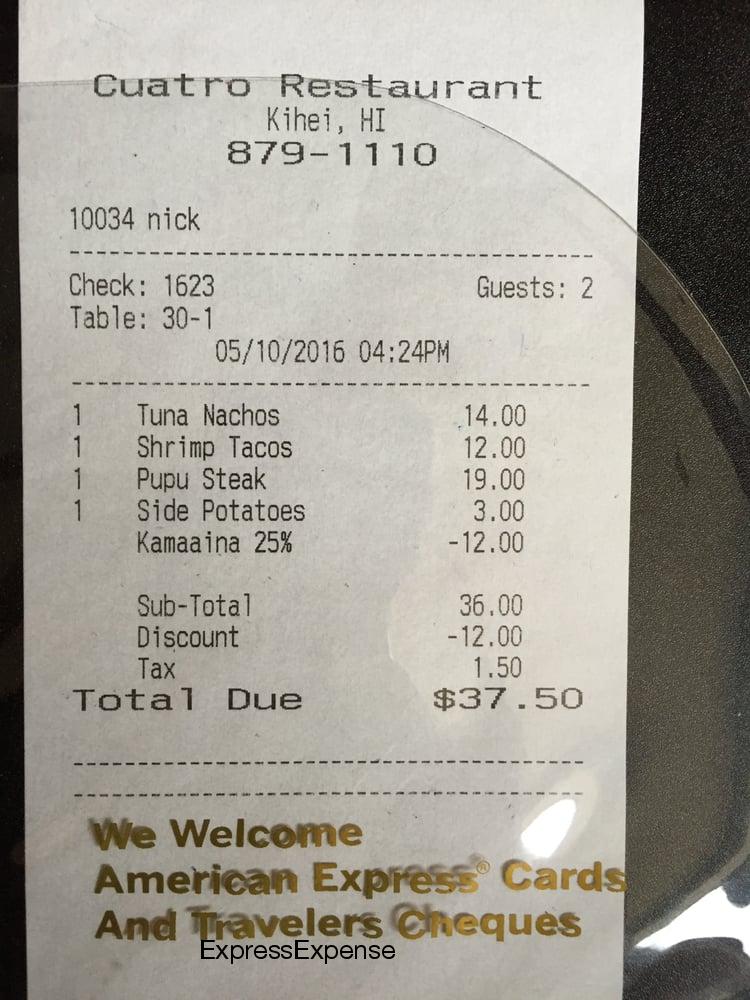 Cuatro Restaurant
Kihei, HI
879-1110
10034 nick
Check: 1623 Guests: 2
Table: 30-1
05/10/2016 04:24PM
1 Tuna Nachos 14.00
1 Shrimp Tacos 12.00
1 Pupu Steak 19.00
1 Side Potatoes 3.00
Kamaaina 25% -12.00
Sub-Total 36.00
Discount -12.00
Tax 1.50
Total Due $37.50
We Welcome
American Express® Cards
And Travelers Cheques
ExpressExpense